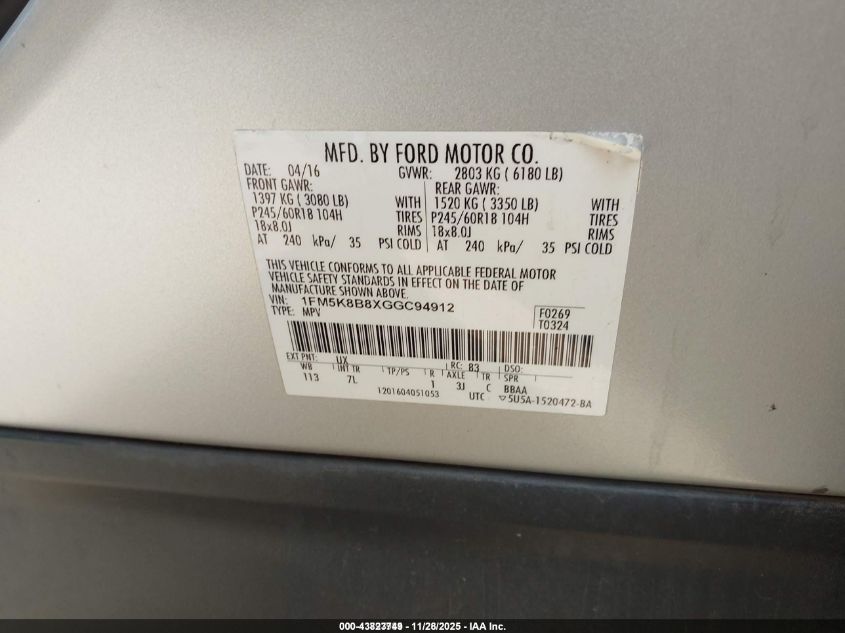 MFD. BY FORD MOTOR CO.
DATE: 04/16 GVWR: 2803 KG ( 6180 LB)
FRONT GAWR: REAR GAWR:
1397 KG ( 3080 LB) WITH 1520 KG ( 3350 LB) WITH
P245/60R18 104H TIRES P245/60R18 104H TIRES
18x8.0J RIMS 18x8.0J RIMS
AT 240 kPa/ 35 PSI COLD AT 240 kPa/ 35 PSI COLD
THIS VEHICLE CONFORMS TO ALL APPLICABLE FEDERAL MOTOR
VEHICLE SAFETY STANDARDS IN EFFECT ON THE DATE OF
MANUFACTURE SHOWN ABOVE.
VIN: 1FM5K8B8XGGC94912 F0269
TYPE: MPV T0324
EXT PNT: UX RC: 83 DSO:
WB INT TR TP/PS R AXLE TR SPR
113 7L 1 3J C BBAA
1201604051053 UTC ▽5U5A-1520472-BA
11/26/2025 - IAA Inc.